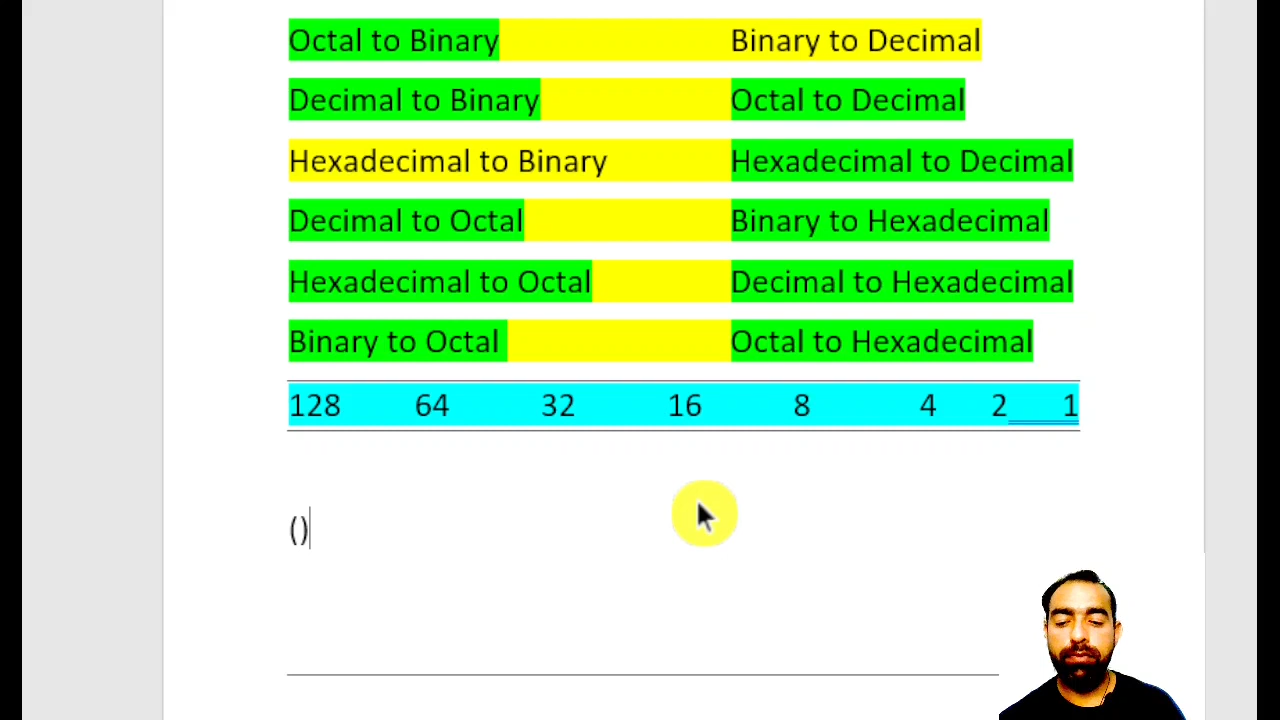 Octal to Binary Binary to Decimal
Decimal to Binary Octal to Decimal
Hexadecimal to Binary Hexadecimal to Decimal
Decimal to Octal Binary to Hexadecimal
Hexadecimal to Octal Decimal to Hexadecimal
Binary to Octal Octal to Hexadecimal
128 64 32 16 8 4 2 1
()